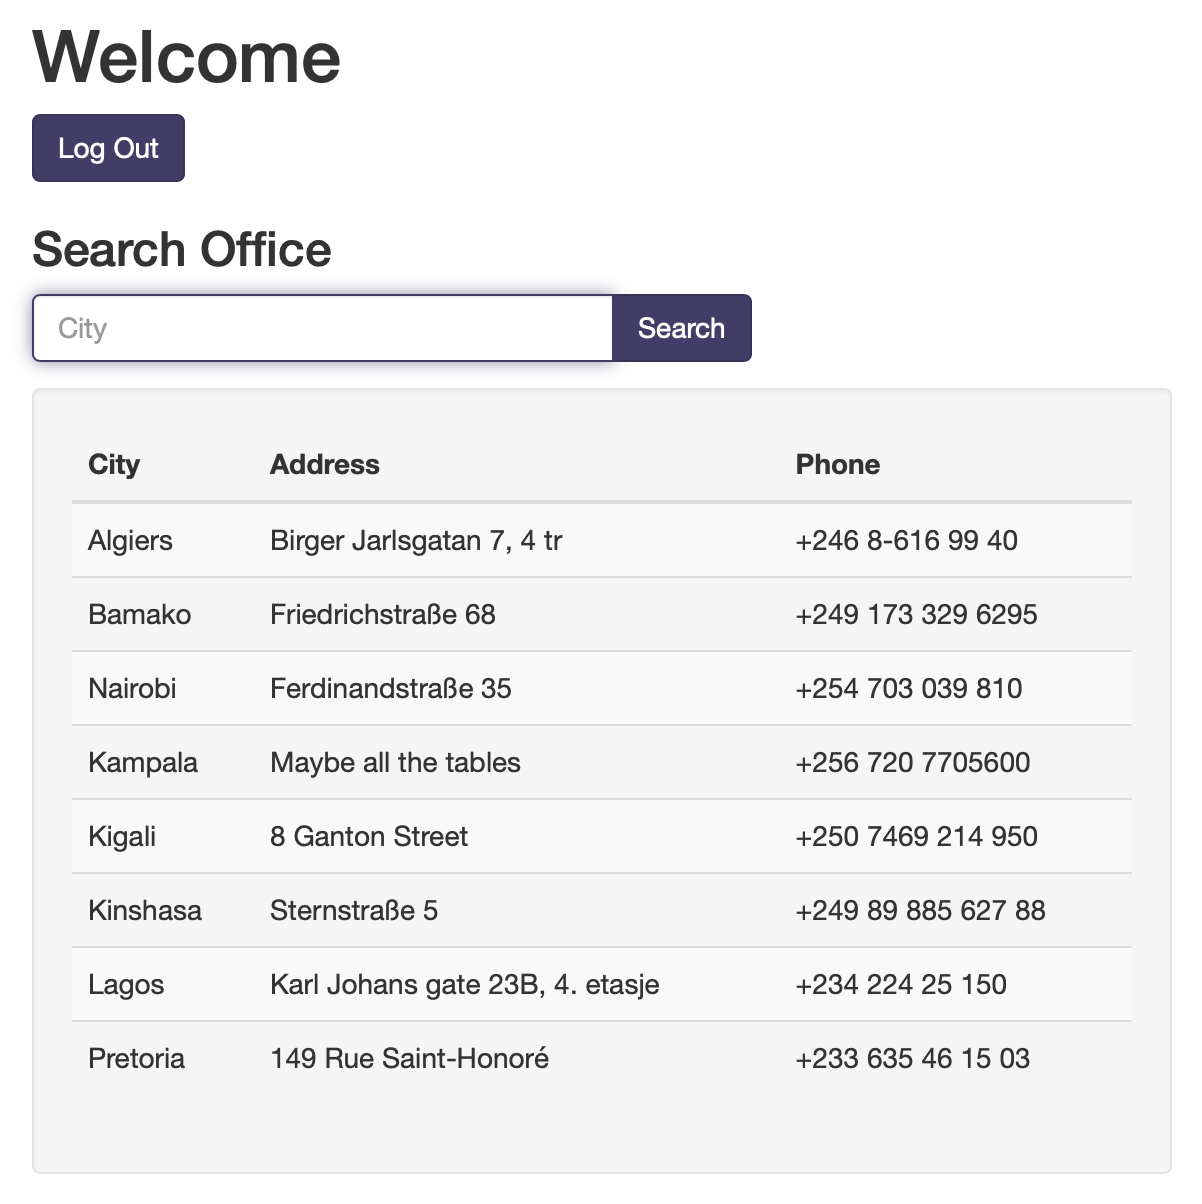 Welcome
Log Out
Search Office
City Search
City Address Phone
Algiers Birger Jarlsgatan 7, 4 tr +246 8-616 99 40
Bamako Friedrichstraße 68 +249 173 329 6295
Nairobi Ferdinandstraße 35 +254 703 039 810
Kampala Maybe all the tables +256 720 7705600
Kigali 8 Ganton Street +250 7469 214 950
Kinshasa Sternstraße 5 +249 89 885 627 88
Lagos Karl Johans gate 23B, 4. etasje +234 224 25 150
Pretoria 149 Rue Saint-Honoré +233 635 46 15 03